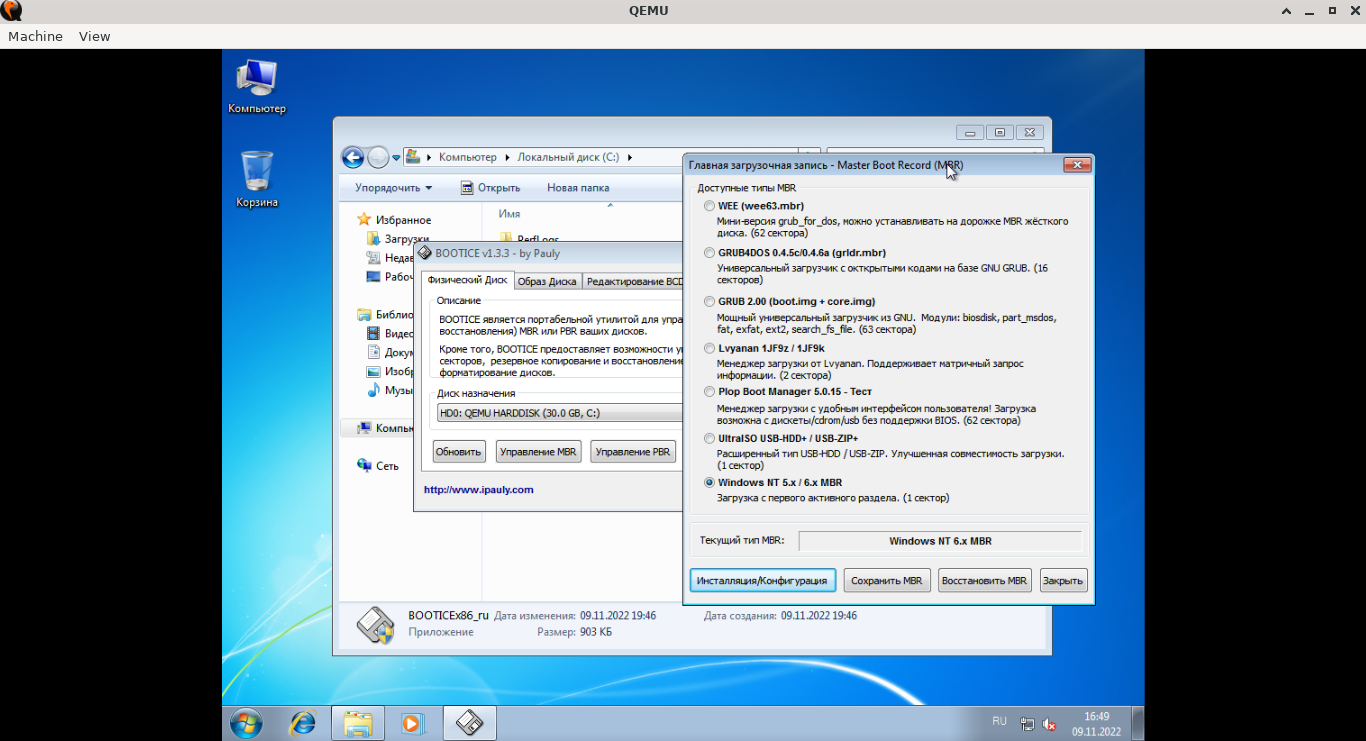 QEMU
Machine View
Компьютер
Корзина
Компьютер Локальный диск (C:)
Упорядочить Открыть Новая папка
Избранное
Загрузки
Недав
Рабоч
Библио
Видес
Докум
Изобр
Музы
Компь
Сеть
Имя
PerfLogs
BOOTICE v1.3.3 - by Pauly
Физический Диск Образ Диска Редактирование BCD
Описание
BOOTICE является портабельной утилитой для упра
восстановления) MBR или PBR ваших дисков.
Кроме того, BOOTICE предоставляет возможности у
секторов, резервное копирование и восстановление
форматирование дисков.
Диск назначения
HD0: QEMU HARDDISK (30.0 GB, C:)
Обновить Управление MBR Управление PBR
http://www.ipauly.com
Главная загрузочная запись - Master Boot Record (MBR)
Доступные типы MBR
WEE (wee63.mbr)
Мини-версия grub_for_dos, можно устанавливать на дорожке MBR жёсткого
диска. (62 сектора)
GRUB4DOS 0.4.5c/0.4.6a (grldr.mbr)
Универсальный загрузчик с осткрытыми кодами на базе GNU GRUB. (16
секторов)
GRUB 2.00 (boot.img + core.img)
Мощный универсальный загрузчик из GNU. Модули: biosdisk, part_msdos,
fat, exfat, ext2, search_fs_file. (63 сектора)
Lvyanan 1JF9z / 1JF9k
Менеджер загрузки от Lvyanan. Поддерживает матричный запрос
информации. (2 сектора)
Plop Boot Manager 5.0.15 - Тест
Менеджер загрузки с удобным интерфейсом пользователя! Загрузка
возможна с дискеты/cdrom/usb без поддержки BIOS. (62 сектора)
UltraISO USB-HDD+ / USB-ZIP+
Расширенный тип USB-HDD / USB-ZIP. Улучшенная совместимость загрузки.
(1 сектор)
Windows NT 5.x / 6.x MBR
Загрузка с первого активного раздела. (1 сектор)
Текущий тип MBR: Windows NT 6.x MBR
Инсталляция/Конфигурация Сохранить MBR Восстановить MBR Закрыть
BOOTICEx86_ru Дата изменения: 09.11.2022 19:46 Дата создания: 09.11.2022 19:46
Приложение Размер: 903 КБ
RU
16:49
09.11.2022